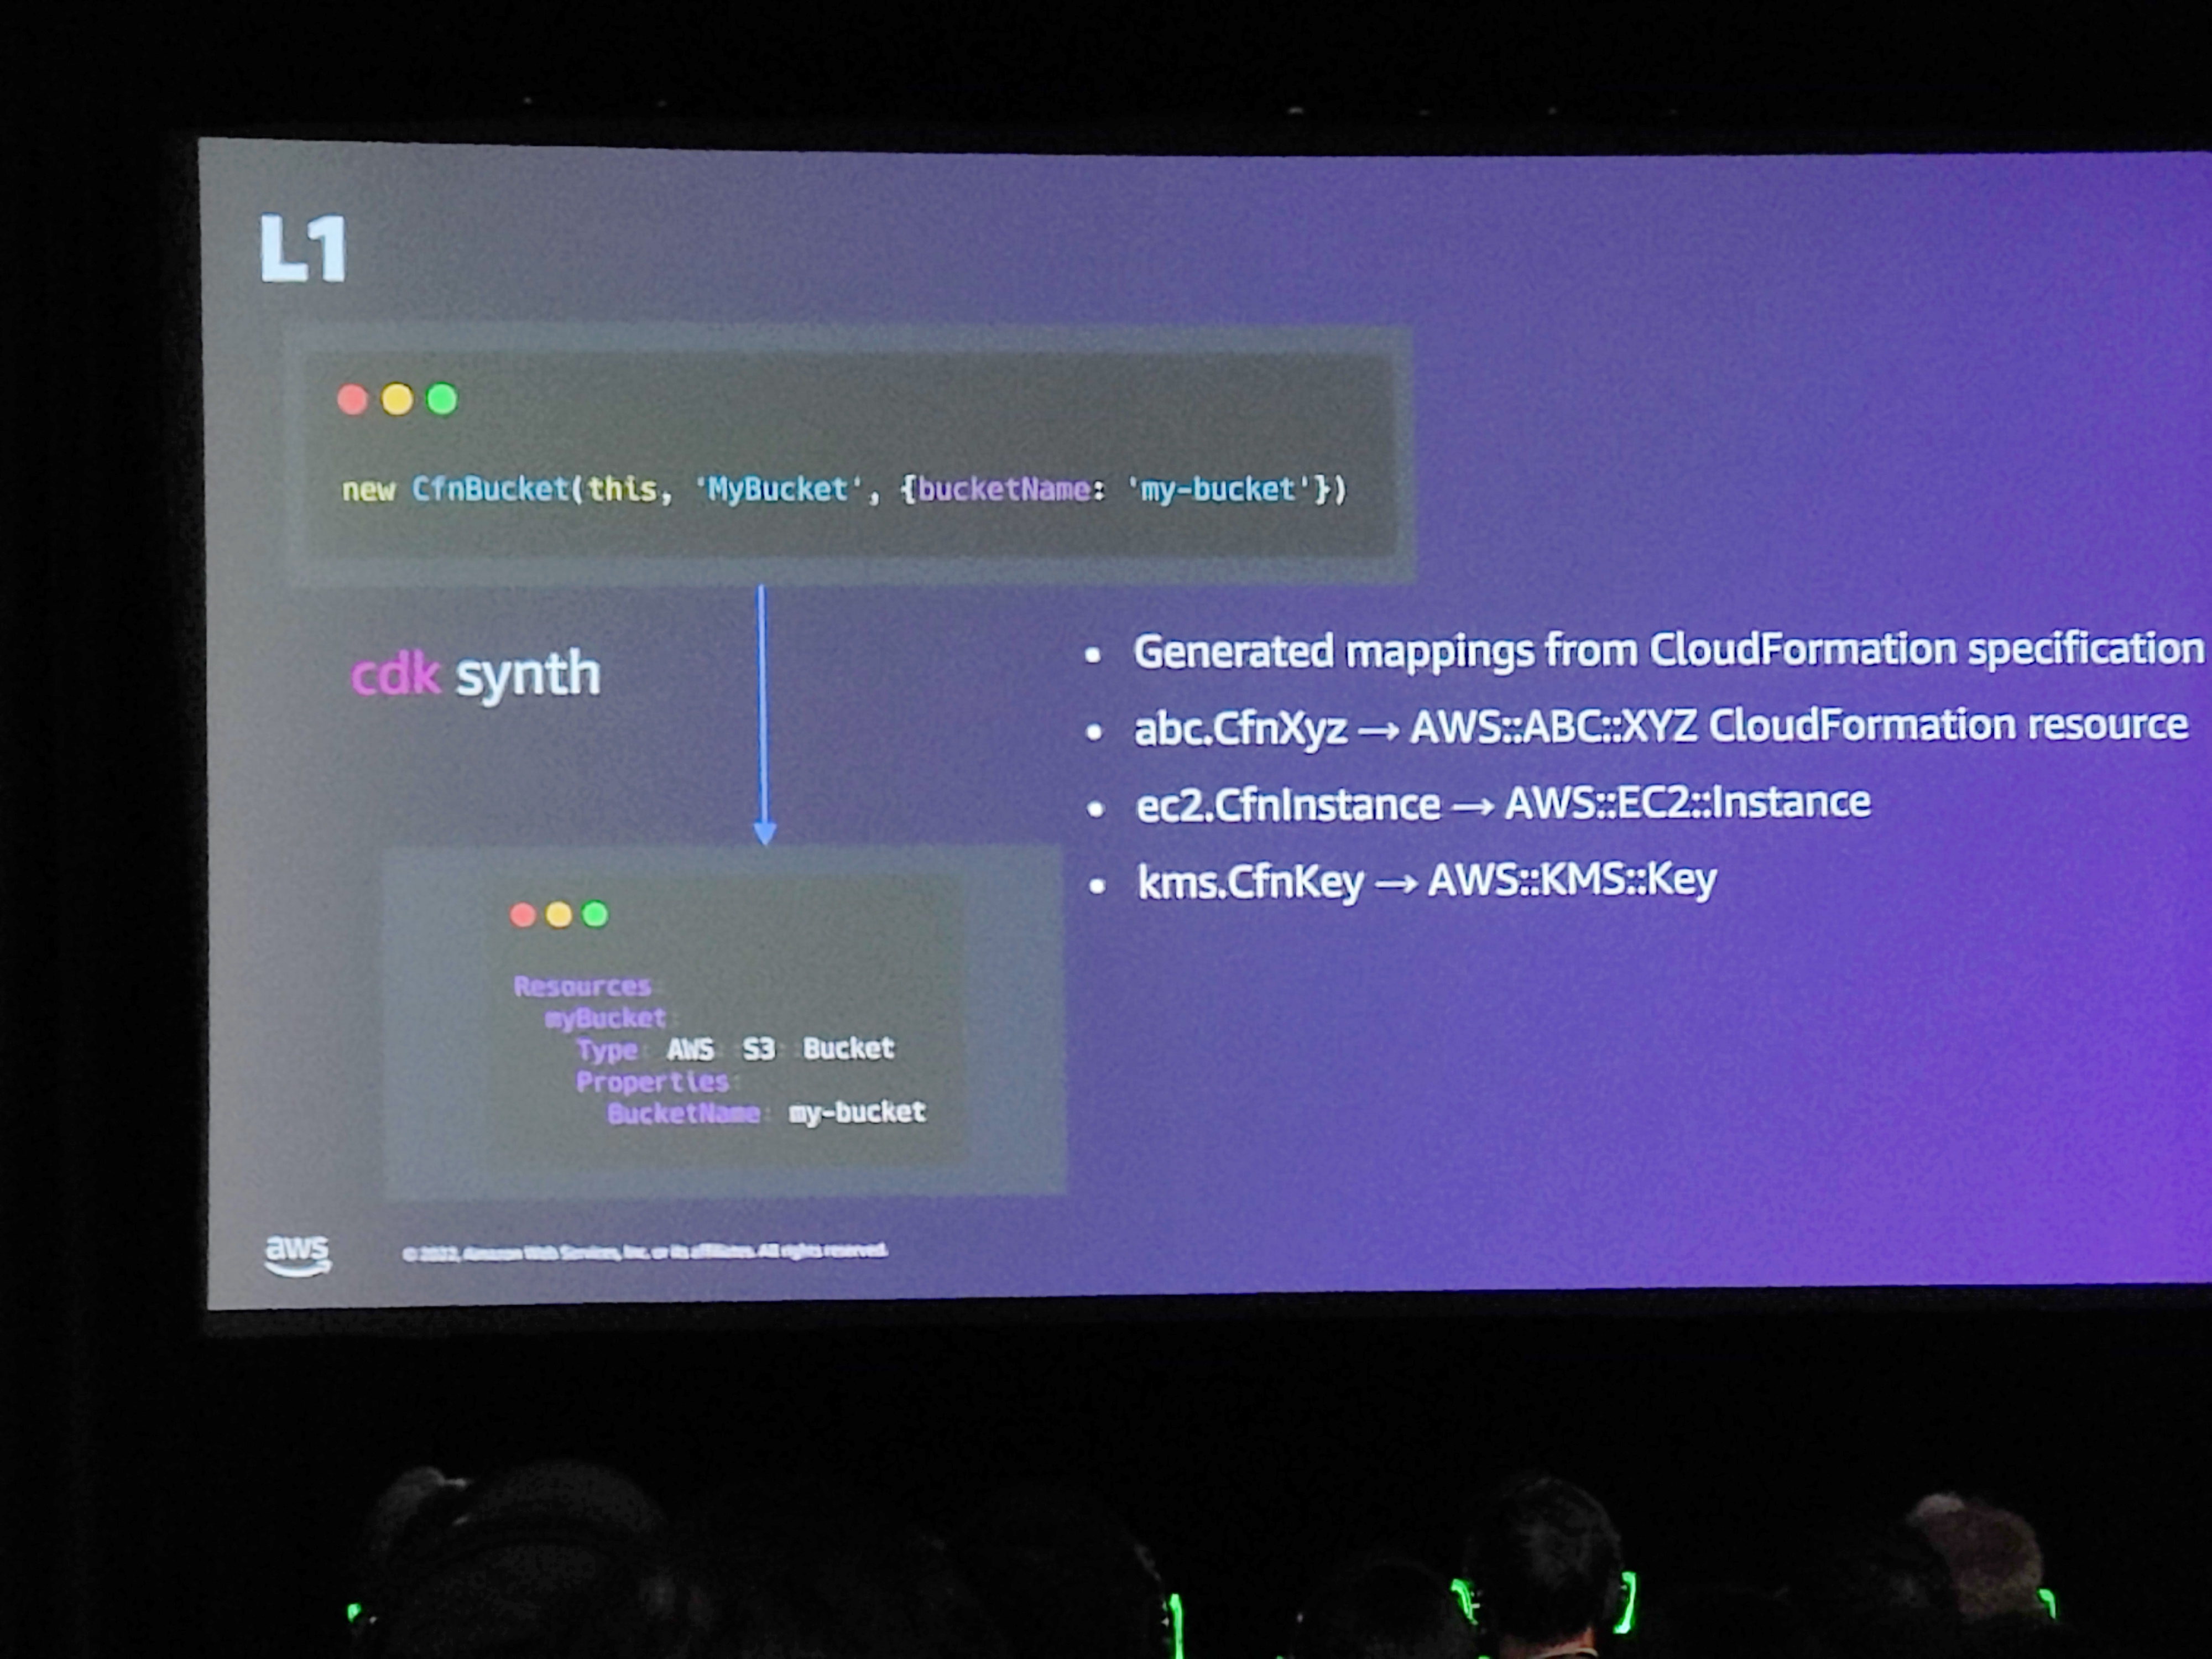 L1
new CfnBucket(this, 'MyBucket', {bucketName: 'my-bucket'})
cdk synth
• Generated mappings from CloudFormation specification
• abc.CfnXyz → AWS::ABC::XYZ CloudFormation resource
• ec2.CfnInstance → AWS::EC2::Instance
• kms.CfnKey → AWS::KMS::Key
Resources:
myBucket:
Type: AWS::S3::Bucket
Properties:
BucketName: my-bucket
aws
© 2022, Amazon Web Services, Inc. or its affiliates. All rights reserved.